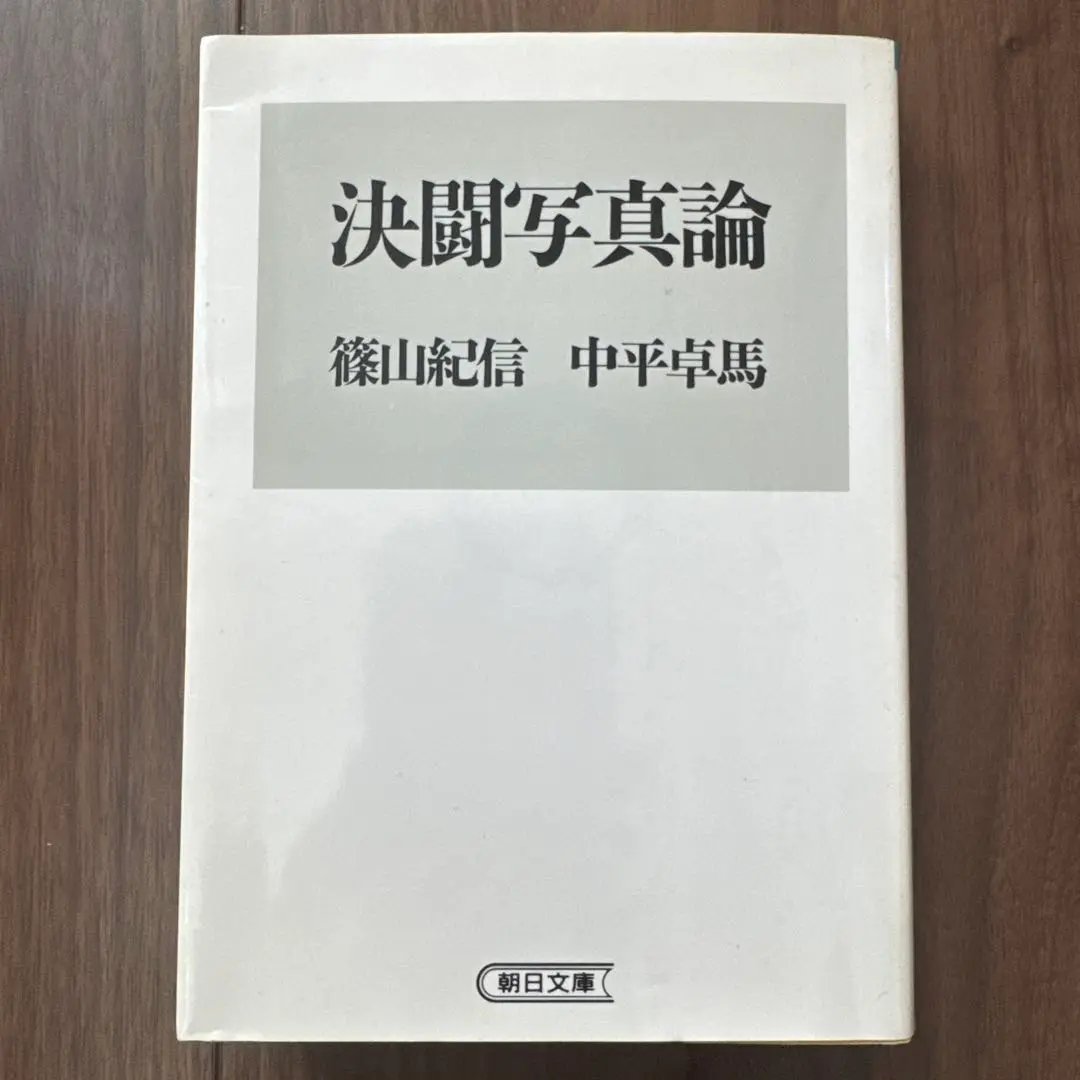 決闘写真論
篠山紀信　中平卓馬
朝日文庫